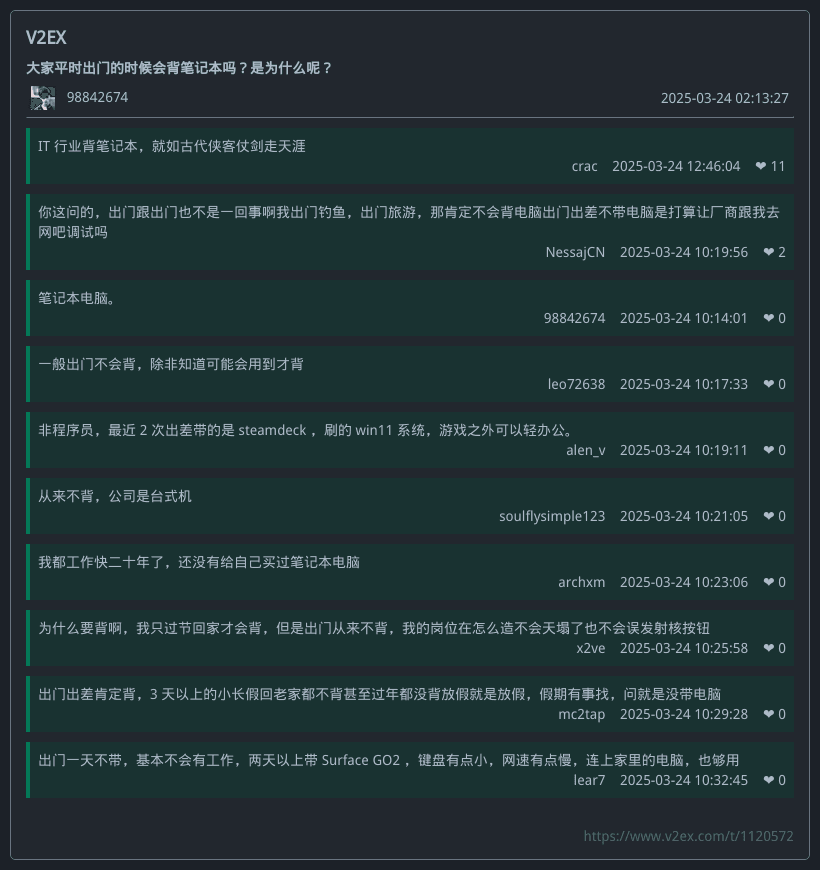 V2EX
大家平时出门的时候会背笔记本吗？是为什么呢？
98842674 2025-03-24 02:13:27
IT 行业背笔记本，就如古代侠客仗剑走天涯
crac 2025-03-24 12:46:04 ❤ 11
你这问的，出门跟出门也不是一回事啊我出门钓鱼，出门旅游，那肯定不会背电脑出门出差不带电脑是打算让厂商跟我去
网吧调试吗
NessajCN 2025-03-24 10:19:56 ❤ 2
笔记本电脑。
98842674 2025-03-24 10:14:01 ❤ 0
一般出门不会背，除非知道可能会用到才背
leo72638 2025-03-24 10:17:33 ❤ 0
非程序员，最近 2 次出差带的是 steamdeck ，刷的 win11 系统，游戏之外可以轻办公。
alen_v 2025-03-24 10:19:11 ❤ 0
从来不背，公司是台式机
soulflysimple123 2025-03-24 10:21:05 ❤ 0
我都工作快二十年了，还没有给自己买过笔记本电脑
archxm 2025-03-24 10:23:06 ❤ 0
为什么要背啊，我只过节回家才会背，但是出门从来不背，我的岗位在怎么造不会天塌了也不会误发射核按钮
x2ve 2025-03-24 10:25:58 ❤ 0
出门出差肯定背，3 天以上的小长假回老家都不背甚至过年都没背放假就是放假，假期有事找，问就是没带电脑
mc2tap 2025-03-24 10:29:28 ❤ 0
出门一天不带，基本不会有工作，两天以上带 Surface GO2 ，键盘有点小，网速有点慢，连上家里的电脑，也够用
lear7 2025-03-24 10:32:45 ❤ 0
https://www.v2ex.com/t/1120572